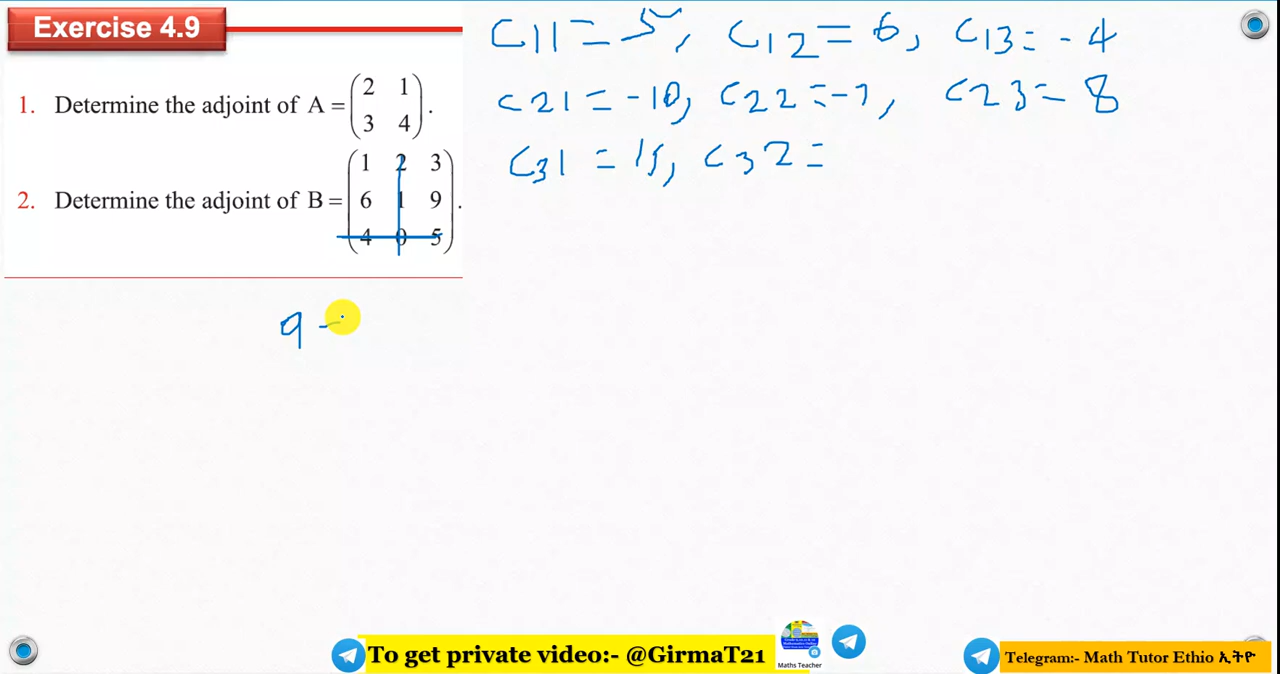 Exercise 4.9
1. Determine the adjoint of A = (2 1
3 4).
2. Determine the adjoint of B = (1 2 3
6 1 9
4 0 5).
C11 = 5, C12 = 6, C13 = -4
C21 = -10, C22 = -7, C23 = 8
C31 = 15, C32 =
9 -
To get private video:- @GirmaT21
Maths Teacher
Telegram:- Math Tutor Ethio ኢትዮ